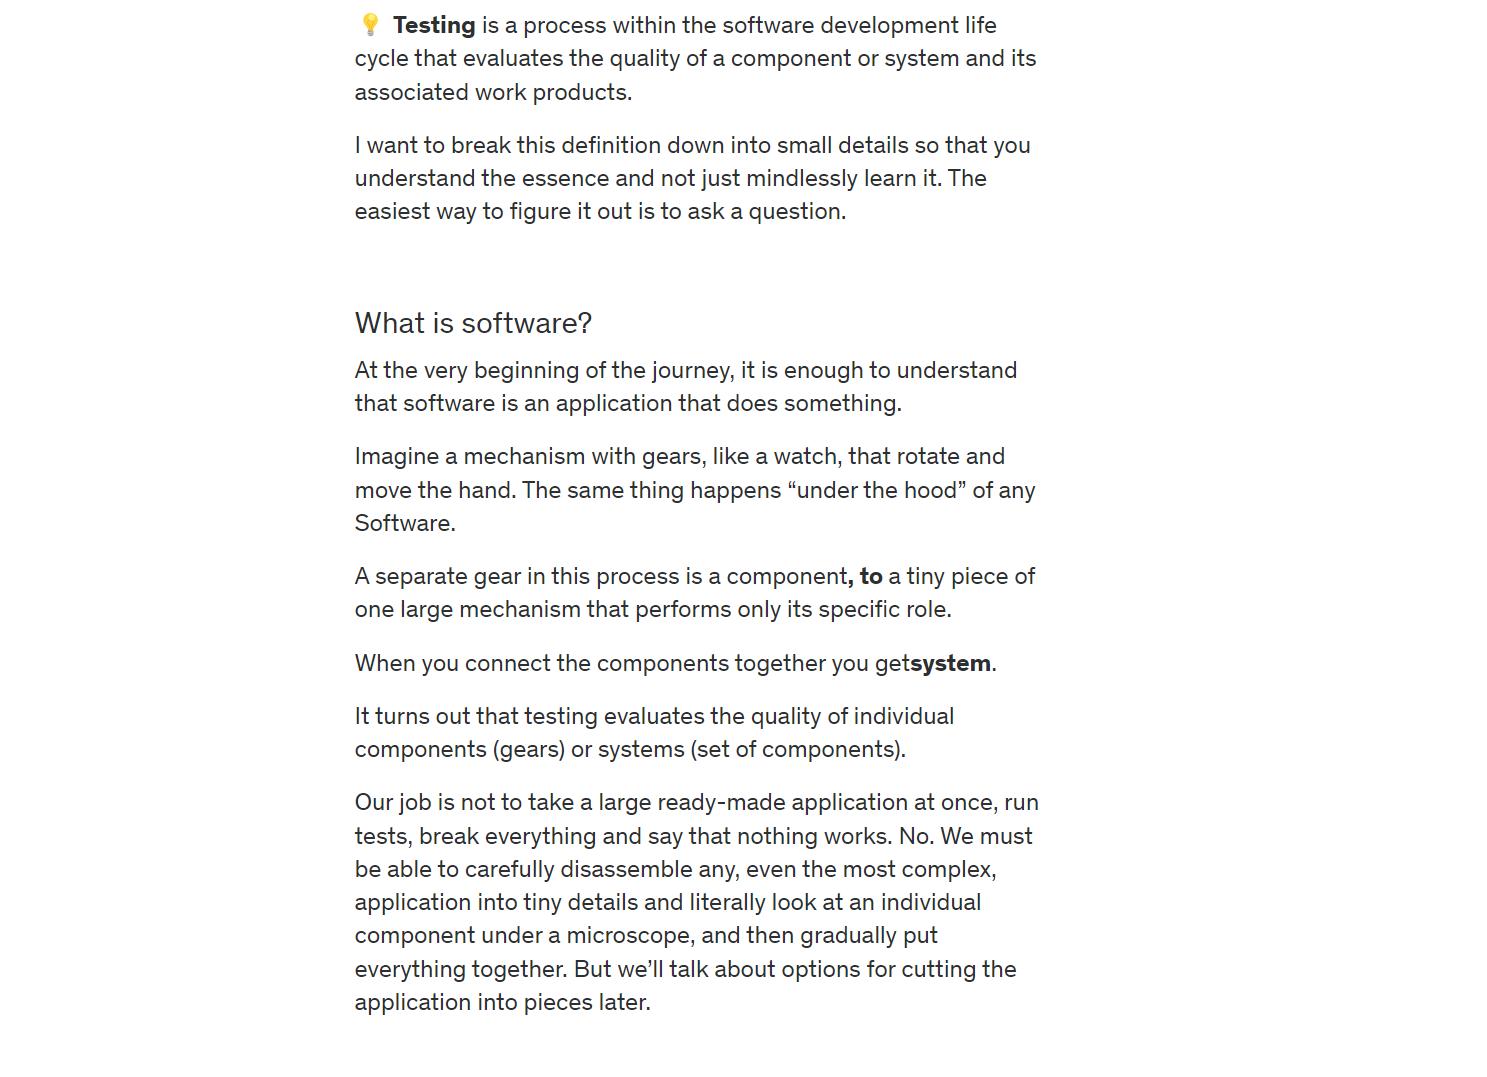 💡 Testing is a process within the software development life
cycle that evaluates the quality of a component or system and its
associated work products.
I want to break this definition down into small details so that you
understand the essence and not just mindlessly learn it. The
easiest way to figure it out is to ask a question.
What is software?
At the very beginning of the journey, it is enough to understand
that software is an application that does something.
Imagine a mechanism with gears, like a watch, that rotate and
move the hand. The same thing happens “under the hood” of any
Software.
A separate gear in this process is a component, to a tiny piece of
one large mechanism that performs only its specific role.
When you connect the components together you getsystem.
It turns out that testing evaluates the quality of individual
components (gears) or systems (set of components).
Our job is not to take a large ready-made application at once, run
tests, break everything and say that nothing works. No. We must
be able to carefully disassemble any, even the most complex,
application into tiny details and literally look at an individual
component under a microscope, and then gradually put
everything together. But we’ll talk about options for cutting the
application into pieces later.